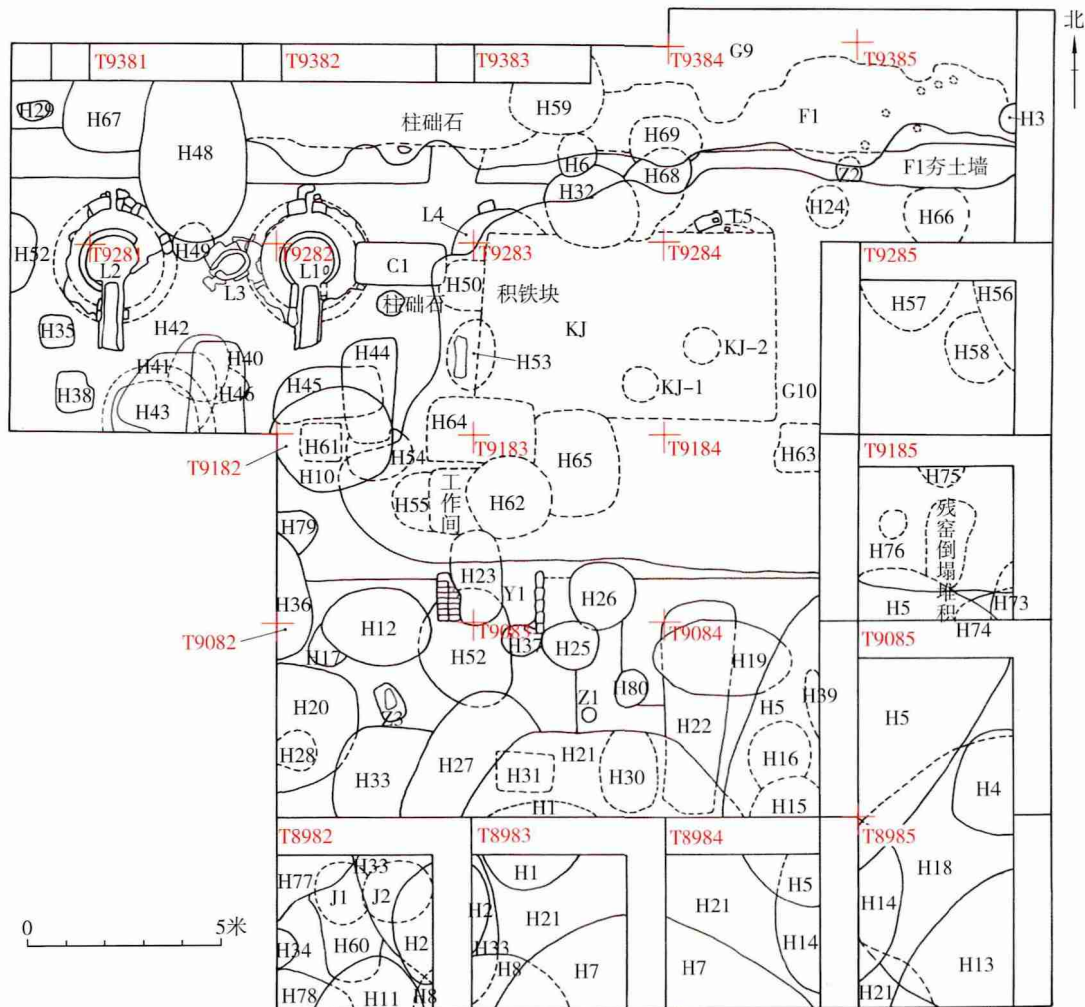 北
G9
T9381 T9382 T9383 T9384 T9385
H29
H67
H48
柱础石
H59
H69
H6
H68
H32
F1
H3
F1夯土墙
Z2
H24
H66
L4
L5
H52
T9281
L2
H49
L3
T9282
L1
C1
柱础石
T9283
H50
T9284
T9285
积铁块
KJ
H57
H56
H58
H35
H42
H41
H40
H46
H38
H43
H44
H45
H53
KJ-2
KJ-1
G10
H64
T9182
H61
H10
H54
T9183
T9184
H65
H63
T9185
H55
工作间
H62
H75
H76
残窑倒塌堆积
H5
H73
H74
H79
H36
H23
Y1
H26
T9082
H12
H17
H52
T9083
H37
H25
T9084
H19
T9085
H20
H28
Z3
H33
H27
Z1
H80
H22
H5
H39
H16
H15
H21
H31
H30
H1
H5
H4
H18
T8982 T8983 T8984 T8985
H77
H33
J1
J2
H34
H60
H2
H78
H11
H8
H1
H2
H21
H33
H8
H7
H21
H7
H5
H14
H14
H21
H13
0 5米